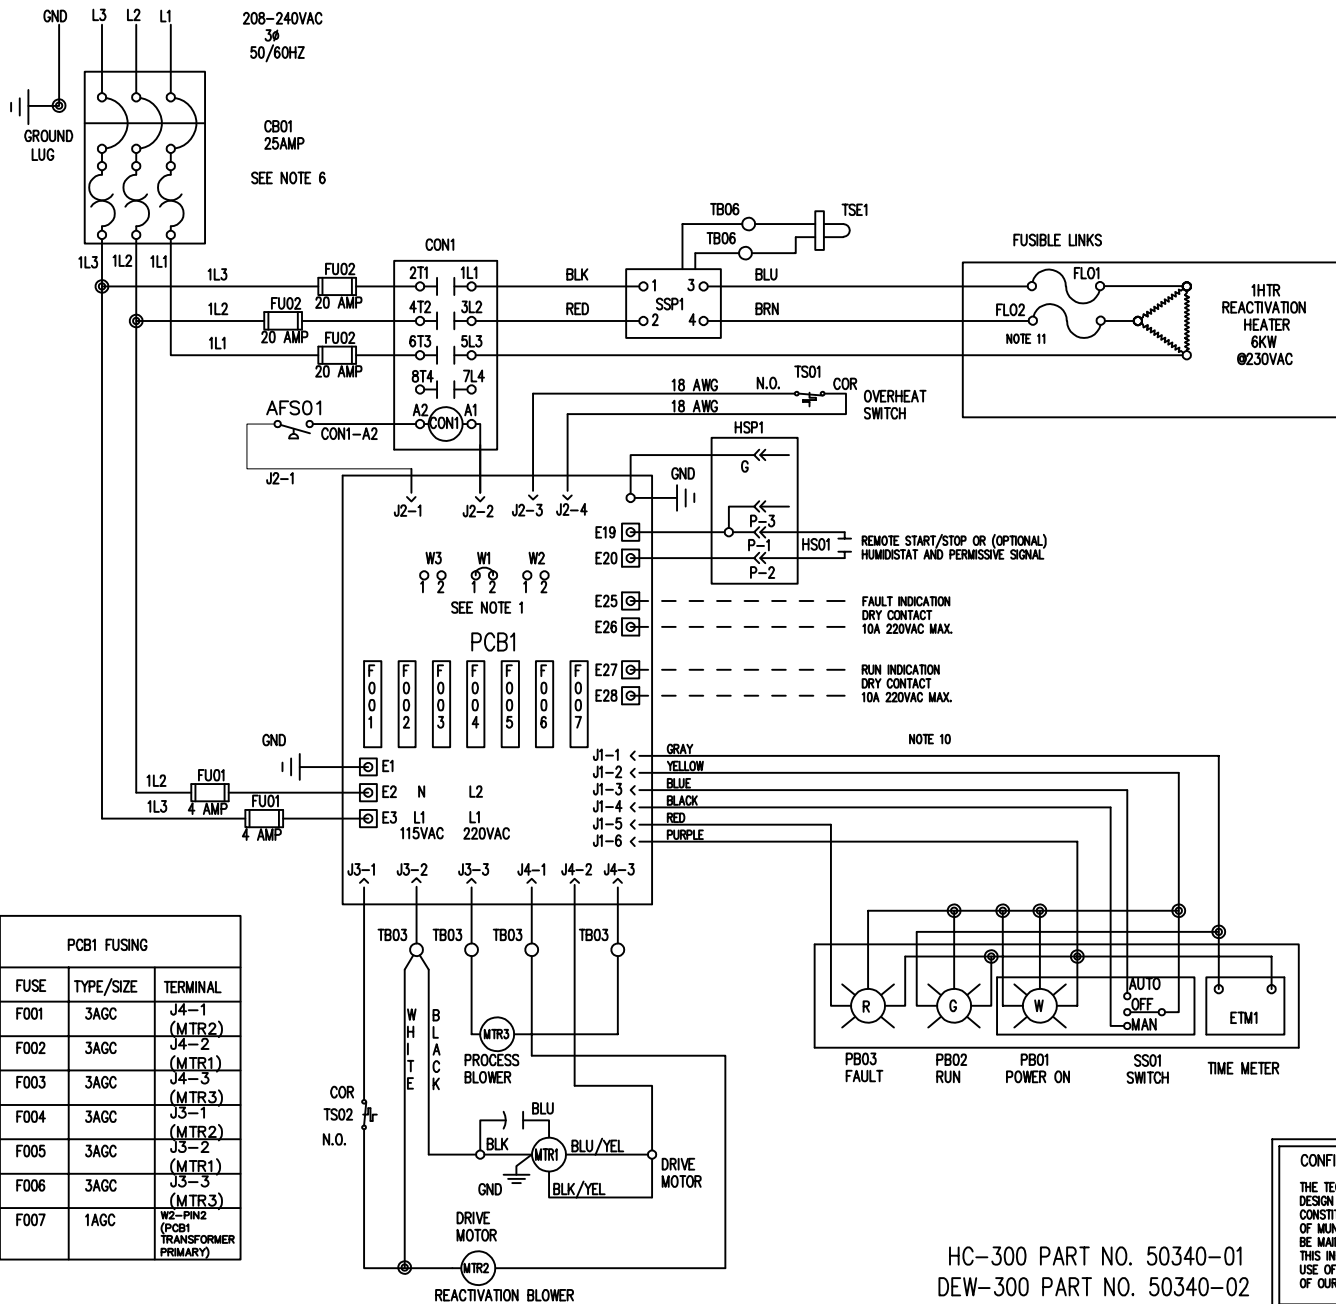 GND L3 L2 L1
208-240VAC
3ø
50/60HZ
GROUND
LUG
CB01
25AMP
SEE NOTE 6
1L3 1L2 1L1
1L3 FU02
20 AMP
1L2 FU02
20 AMP
1L1 FU02
20 AMP
CON1
2T1 1L1
4T2 3L2
6T3 5L3
8T4 7L4
A2 CON1 A1
AFS01
CON1-A2
J2-1
BLK
RED
TB06
TB06
TSE1
1 3
SSP1
2 4
BLU
BRN
FUSIBLE LINKS
FL01
FL02
NOTE 11
1HTR
REACTIVATION
HEATER
6KW
@230VAC
18 AWG
18 AWG
N.O. TS01 COR
OVERHEAT
SWITCH
HSP1
G
GND
P-3
P-1
P-2
HS01
REMOTE START/STOP OR (OPTIONAL)
HUMIDISTAT AND PERMISSIVE SIGNAL
J2-1 J2-2 J2-3 J2-4
E19
E20
W3 W1 W2
1 2 1 2 1 2
SEE NOTE 1
PCB1
E25
E26
FAULT INDICATION
DRY CONTACT
10A 220VAC MAX.
E27
E28
RUN INDICATION
DRY CONTACT
10A 220VAC MAX.
F001 F002 F003 F004 F005 F006 F007
NOTE 10
J1-1 GRAY
J1-2 YELLOW
J1-3 BLUE
J1-4 BLACK
J1-5 RED
J1-6 PURPLE
GND
E1
1L2 FU01
4 AMP
E2 N L2
1L3 FU01
4 AMP
E3 L1 L1
115VAC 220VAC
J3-1 J3-2 J3-3 J4-1 J4-2 J4-3
TB03 TB03 TB03 TB03
WHITE
BLACK
MTR3
PROCESS
BLOWER
COR
TS02
N.O.
BLU
BLK MTR1 BLU/YEL
GND BLK/YEL
DRIVE
MOTOR
DRIVE
MOTOR
MTR2
REACTIVATION BLOWER
R G W
AUTO
OFF
MAN
ETM1
PB03
FAULT
PB02
RUN
PB01
POWER ON
SS01
SWITCH
TIME METER
PCB1 FUSING
FUSE TYPE/SIZE TERMINAL
F001 3AGC J4-1
(MTR2)
F002 3AGC J4-2
(MTR1)
F003 3AGC J4-3
(MTR3)
F004 3AGC J3-1
(MTR2)
F005 3AGC J3-2
(MTR1)
F006 3AGC J3-3
(MTR3)
F007 1AGC W2-PIN2
(PCB1
TRANSFORMER
PRIMARY)
HC-300 PART NO. 50340-01
DEW-300 PART NO. 50340-02
CONFI
THE TE
DESIGN
CONSTI
OF MUN
BE MAI
THIS IN
USE OF
OF OUR